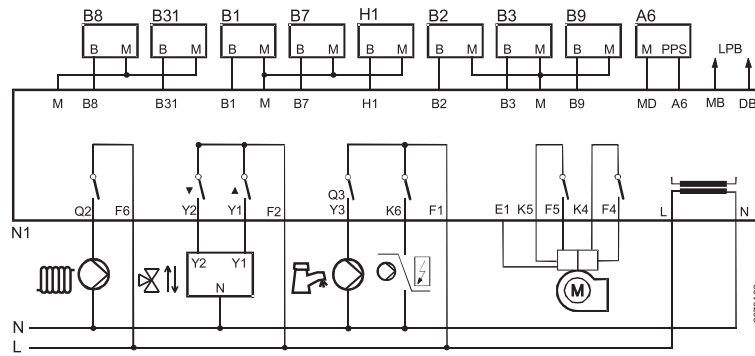 B8 B31 B1 B7 H1 B2 B3 B9 A6
B M B M B M B M B M B M B M B M M PPS LPB
M B8 B31 B1 M B7 H1 B2 B3 M B9 MD A6 MB DB
Q3
Q2 F6 Y2 Y1 F2 Y3 K6 F1 E1 K5 F5 K4 F4 L N
N1
Y2 Y1
N
M
N
L